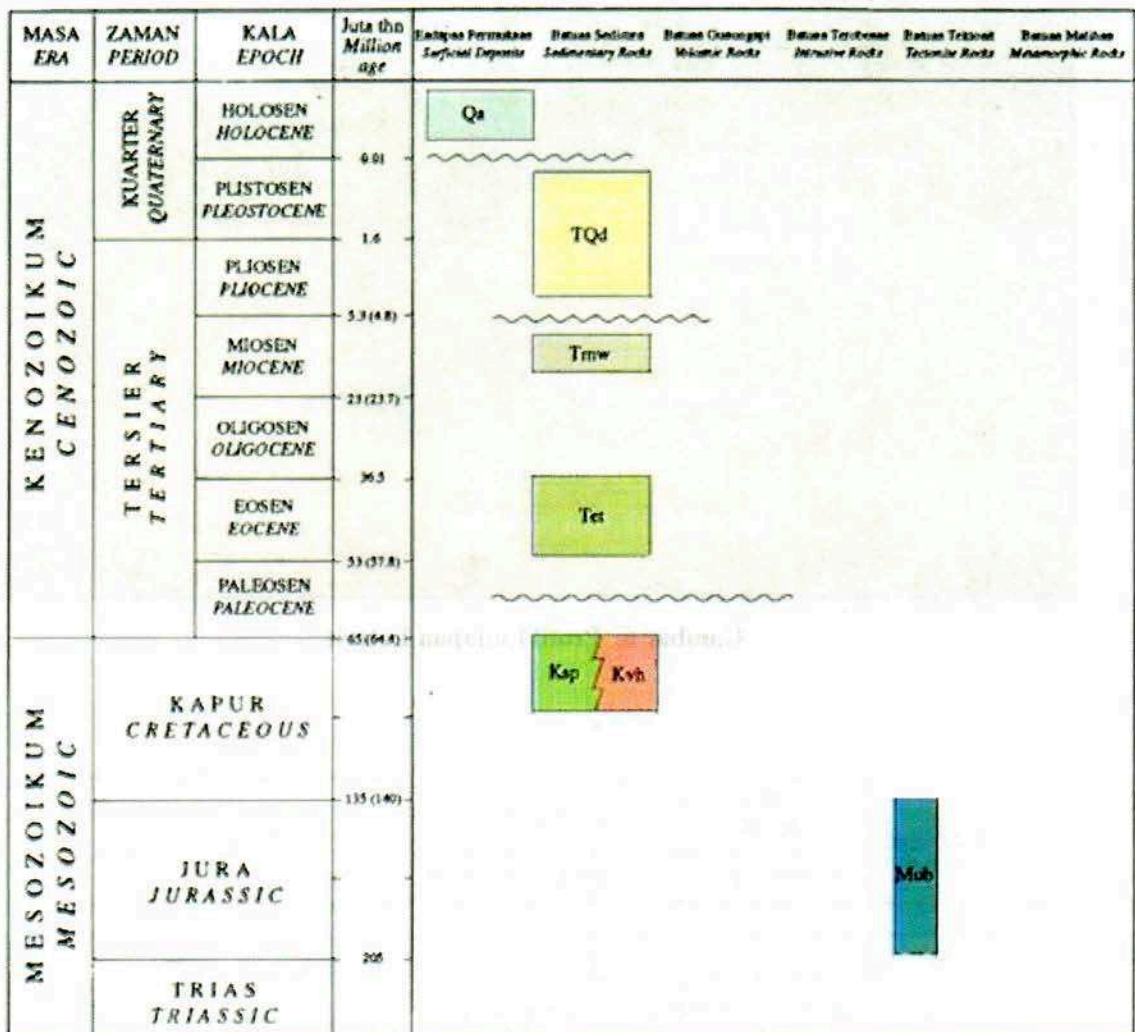 MASA
ERA
ZAMAN
PERIOD
KALA
EPOCH
Juta thn
Million
age
Endapan Permukaan
Surficial Deposits
Batuan Sedimen
Sedimentary Rocks
Batuan Gunungapi
Volcanic Rocks
Batuan Terobosan
Intrusive Rocks
Batuan Tektonit
Tectonite Rocks
Batuan Malihan
Metamorphic Rocks
KENOZOIKUM
CENOZOIC
KUARTER
QUATERNARY
HOLOSEN
HOLOCENE
Qa
0.01
PLISTOSEN
PLEOSTOCENE
TQd
1.6
TERSIER
TERTIARY
PLIOSEN
PLIOCENE
5.3 (4.8)
MIOSEN
MIOCENE
Tmw
23 (23.7)
OLIGOSEN
OLIGOCENE
36.5
EOSEN
EOCENE
Tet
53 (57.8)
PALEOSEN
PALEOCENE
65 (64.4)
MESOZOIKUM
MESOZOIC
KAPUR
CRETACEOUS
Ksp
Kvh
135 (140)
JURA
JURASSIC
Mub
205
TRIAS
TRIASSIC